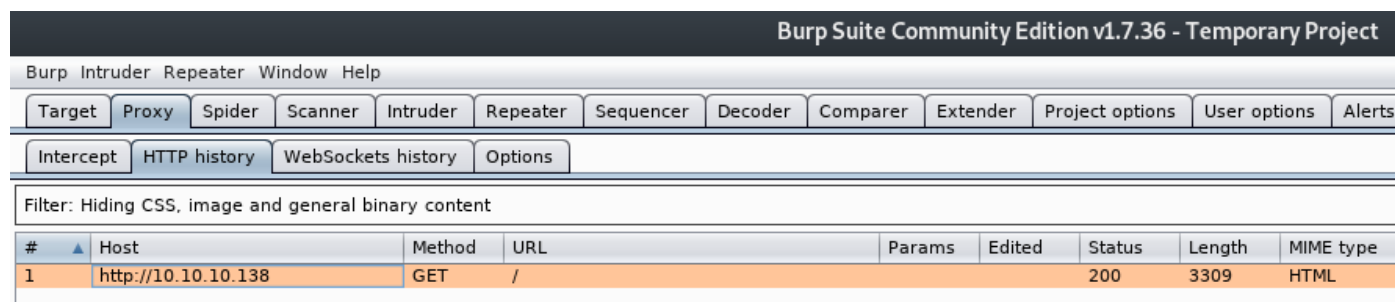 Burp Suite Community Edition v1.7.36 - Temporary Project
Burp Intruder Repeater Window Help
Target Proxy Spider Scanner Intruder Repeater Sequencer Decoder Comparer Extender Project options User options Alerts
Intercept HTTP history WebSockets history Options
Filter: Hiding CSS, image and general binary content
# Host Method URL Params Edited Status Length MIME type
1 http://10.10.10.138 GET / 200 3309 HTML